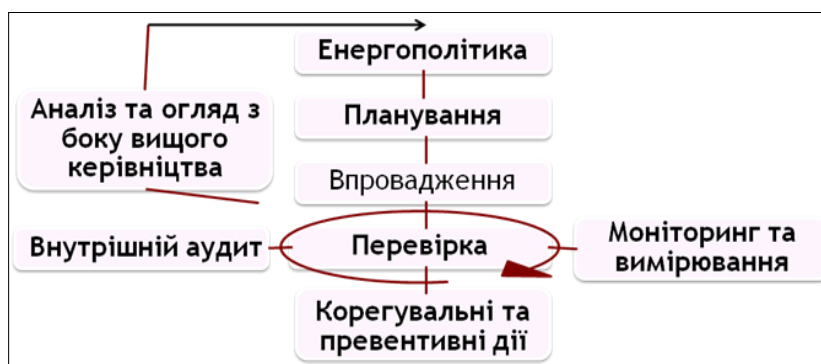 Енергополітика
Аналіз та огляд з
боку вищого
керівництва
Планування
Впровадження
Внутрішній аудит
Перевірка
Моніторинг та
вимірювання
Корегувальні та
превентивні дії